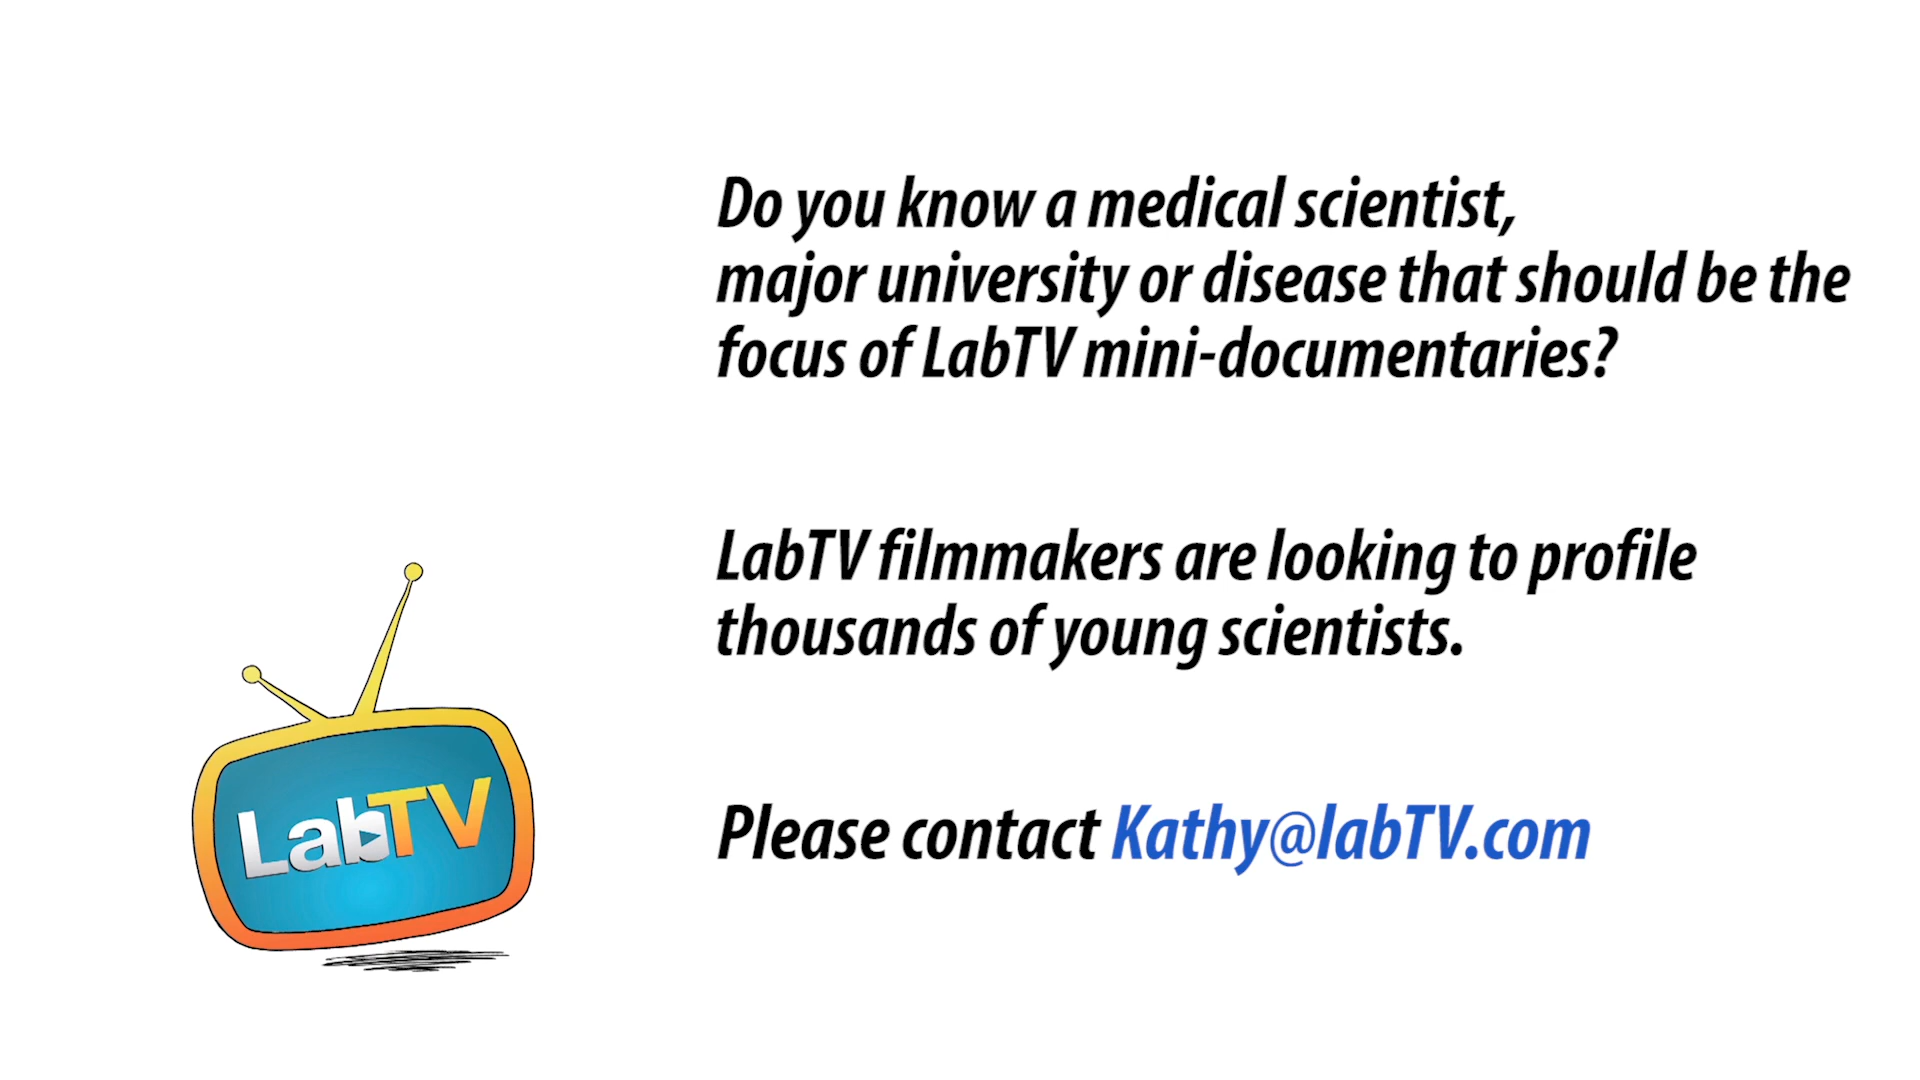 Do you know a medical scientist,
major university or disease that should be the
focus of LabTV mini-documentaries?
LabTV filmmakers are looking to profile
thousands of young scientists.
Please contact Kathy@labTV.com
LabTV